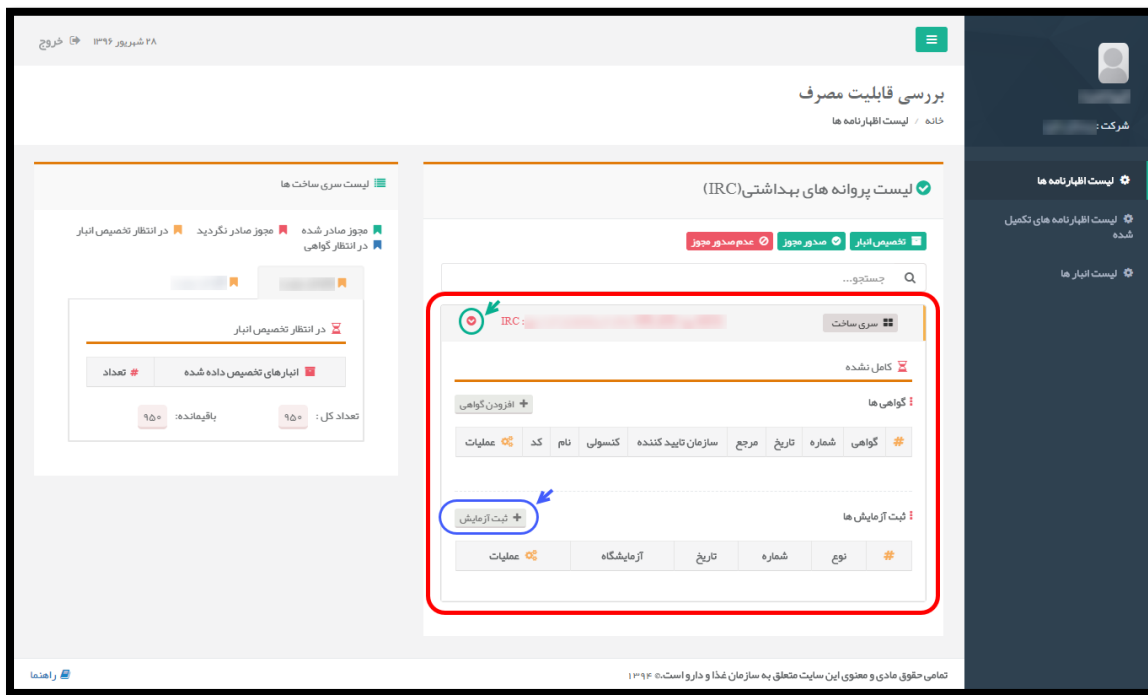 ۲۸ شهریور ۱۳۹۶ خروج
شرکت :
لیست اظهارنامه ها
لیست اظهارنامه های تکمیل
شده
لیست انبار ها
بررسی قابلیت مصرف
خانه / لیست اظهارنامه ها
لیست پروانه های بهداشتی(IRC)
تخصیص انبار صدور مجوز عدم صدور مجوز
جستجو...
سری ساخت IRC :
کامل نشده
گواهی ها
+ افزودن گواهی
# گواهی شماره تاریخ مرجع سازمان تایید کننده کنسولی نام کد عملیات
ثبت آزمایش ها
+ ثبت آزمایش
# نوع شماره تاریخ آزمایشگاه عملیات
لیست سری ساخت ها
مجوز صادر شده مجوز صادر نگردید در انتظار تخصیص انبار
در انتظار گواهی
در انتظار تخصیص انبار
انبارهای تخصیص داده شده # تعداد
تعداد کل : ۹۵۰ باقیمانده: ۹۵۰
تمامی حقوق مادی و معنوی این سایت متعلق به سازمان غذا و دارو است.© ۱۳۹۴
راهنما